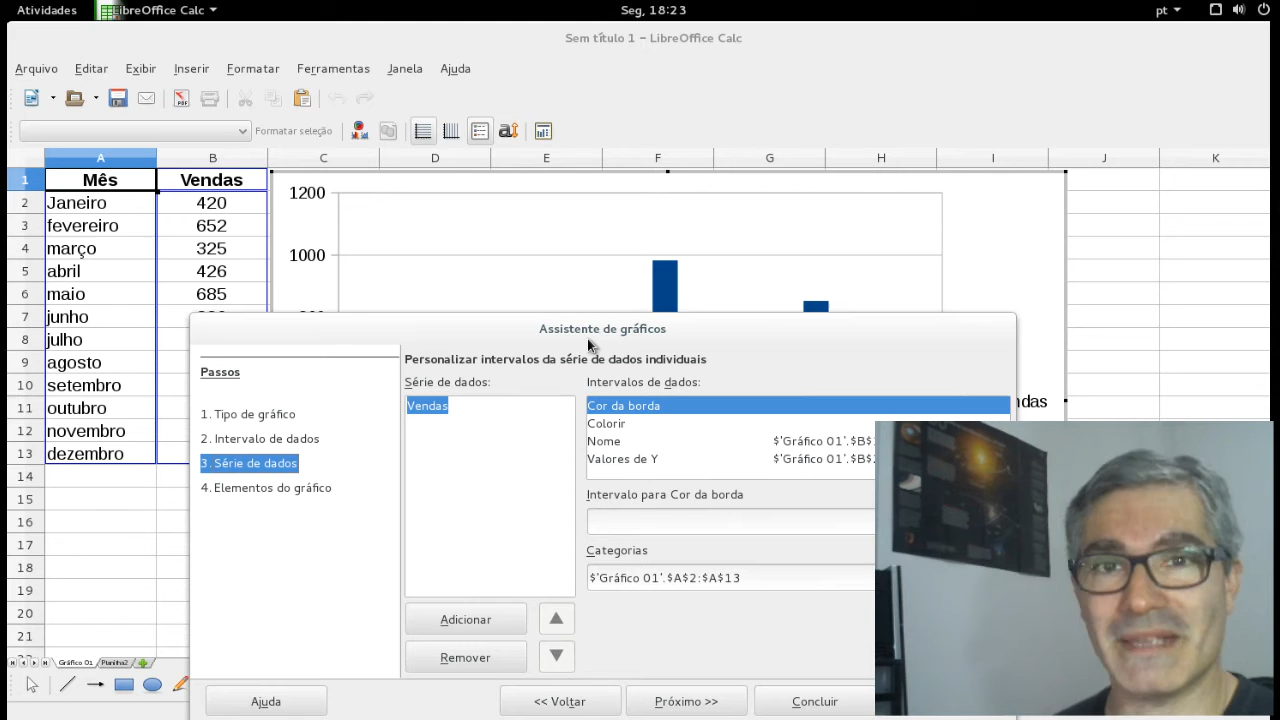 Atividades LibreOffice Calc Seg, 18:23 pt
Sem título 1 - LibreOffice Calc
Arquivo Editar Exibir Inserir Formatar Ferramentas Janela Ajuda
Formatar seleção
A B C D E F G H I J K
1 Mês Vendas
2 Janeiro 420
3 fevereiro 652
4 março 325
5 abril 426
6 maio 685
7 junho
8 julho
9 agosto
10 setembro
11 outubro
12 novembro
13 dezembro
14
15
16
17
18
19
20
21
1200
1000
ndas
Assistente de gráficos
Passos
1. Tipo de gráfico
2. Intervalo de dados
3. Série de dados
4. Elementos do gráfico
Personalizar intervalos da série de dados individuais
Série de dados:
Vendas
Intervalos de dados:
Cor da borda
Colorir
Nome $'Gráfico 01'.$B$
Valores de Y $'Gráfico 01'.$B$
Intervalo para Cor da borda
Categorias
$'Gráfico 01'.$A$2:$A$13
Adicionar
Remover
Ajuda << Voltar Próximo >> Concluir
Gráfico 01 Planilha2